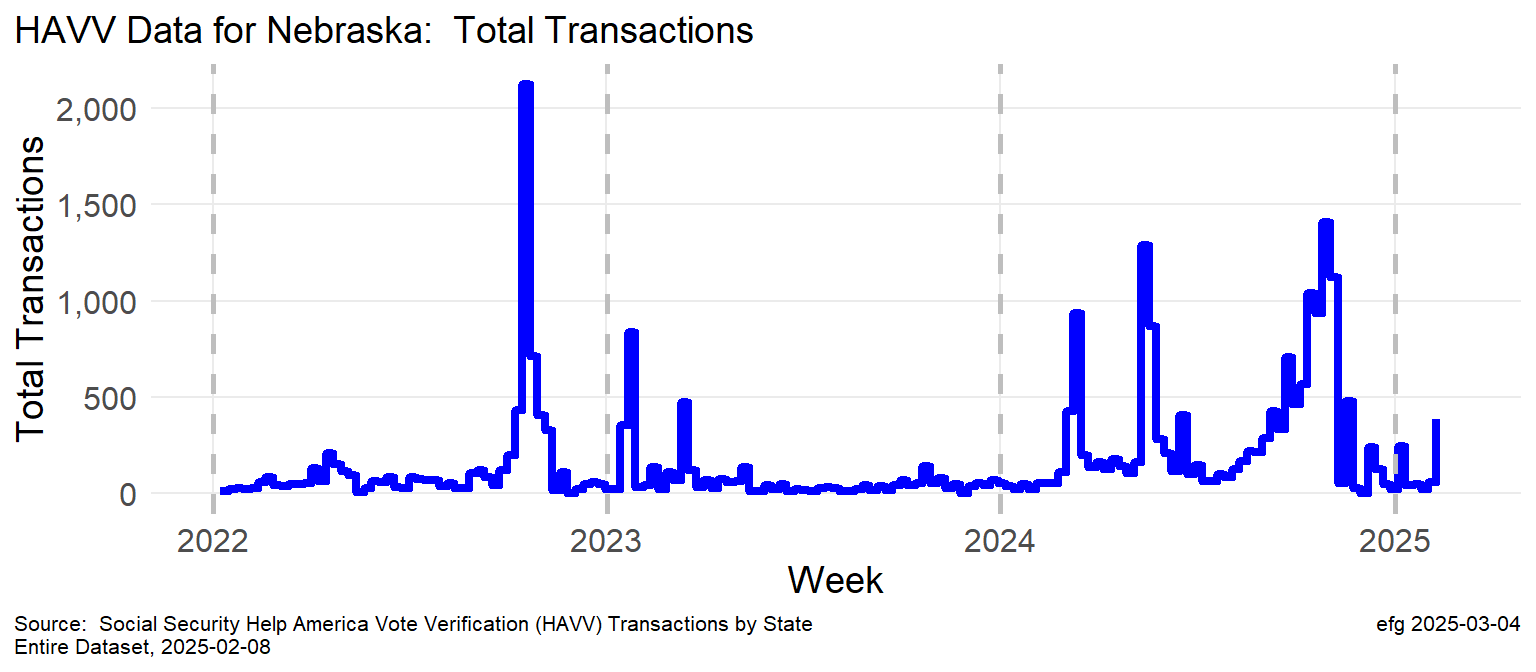 HAVV Data for Nebraska:  Total Transactions
Total Transactions
2,000
1,500
1,000
500
0
2022 2023 2024 2025
Week
Source:  Social Security Help America Vote Verification (HAVV) Transactions by State
Entire Dataset, 2025-02-08
efg 2025-03-04